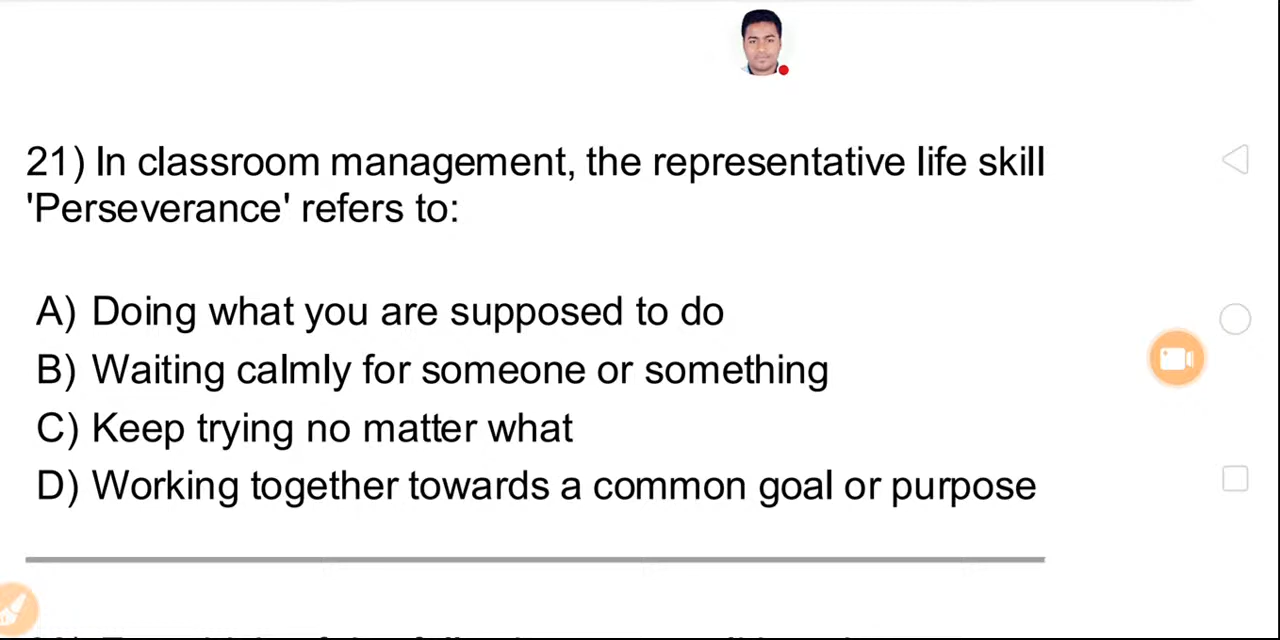 21) In classroom management, the representative life skill
'Perseverance' refers to:
A) Doing what you are supposed to do
B) Waiting calmly for someone or something
C) Keep trying no matter what
D) Working together towards a common goal or purpose